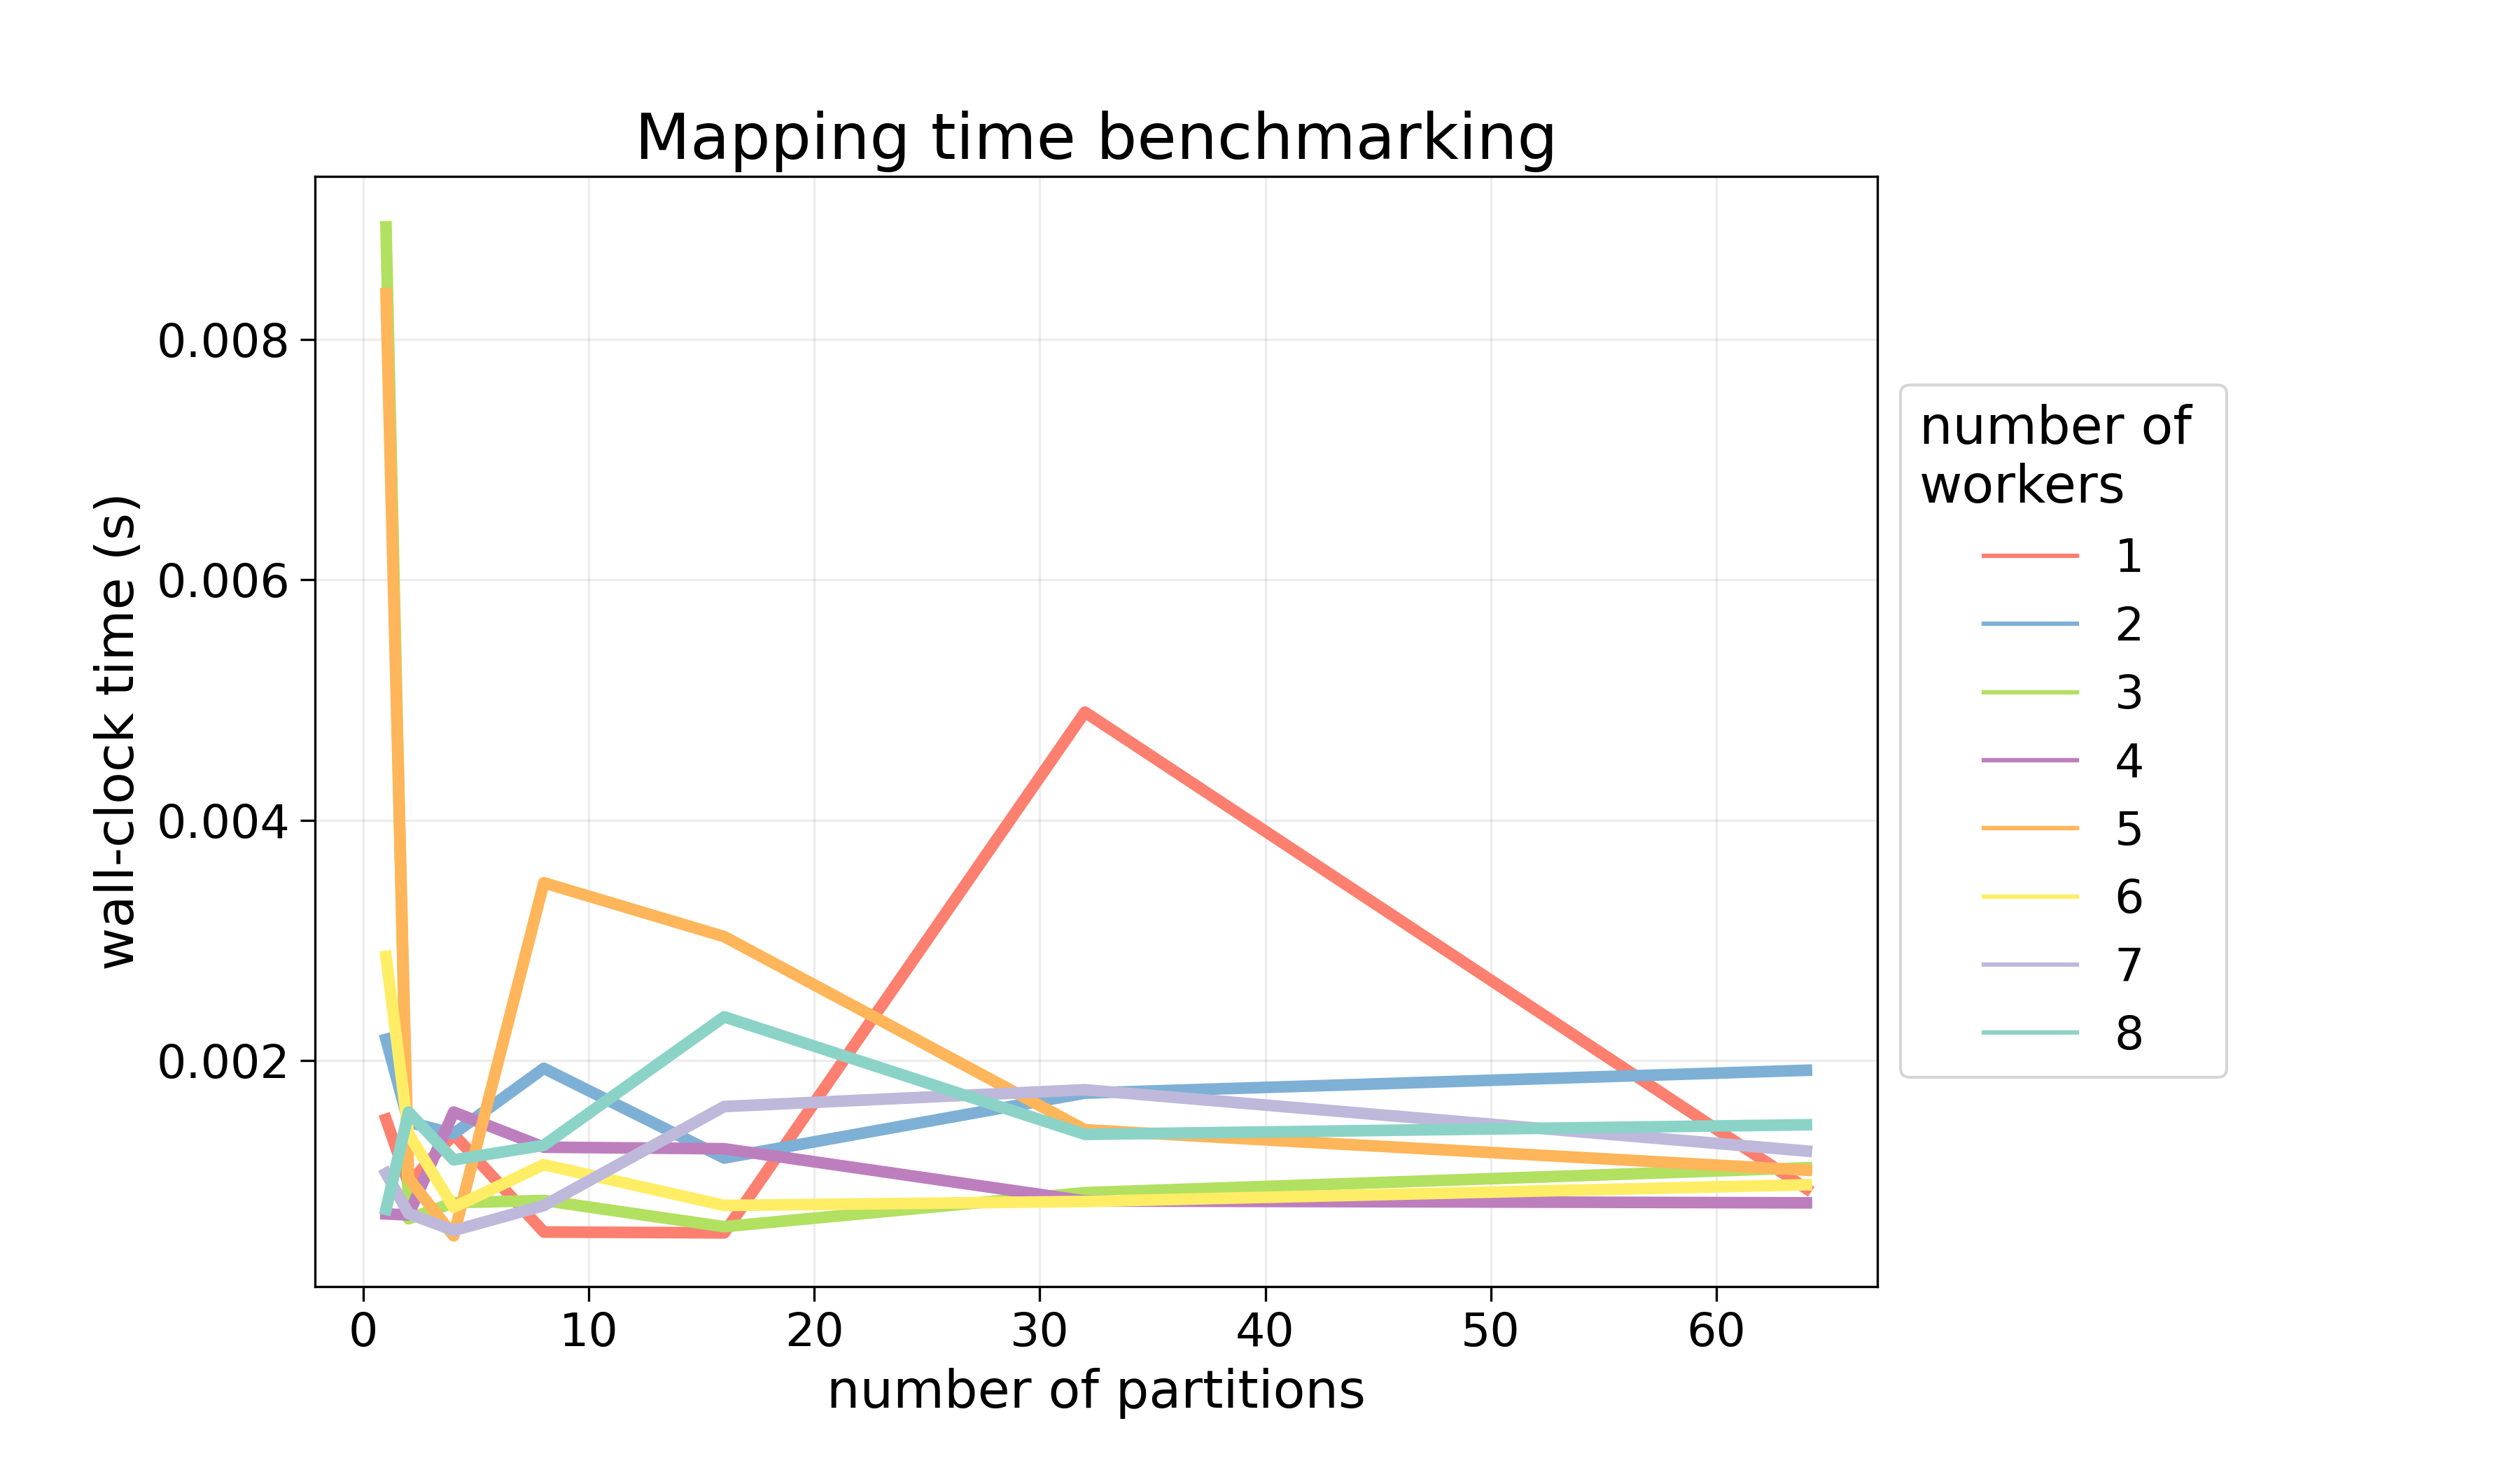 Mapping time benchmarking
wall-clock time (s)
0.008
0.006
0.004
0.002
0 10 20 30 40 50 60
number of partitions
number of
workers
1
2
3
4
5
6
7
8